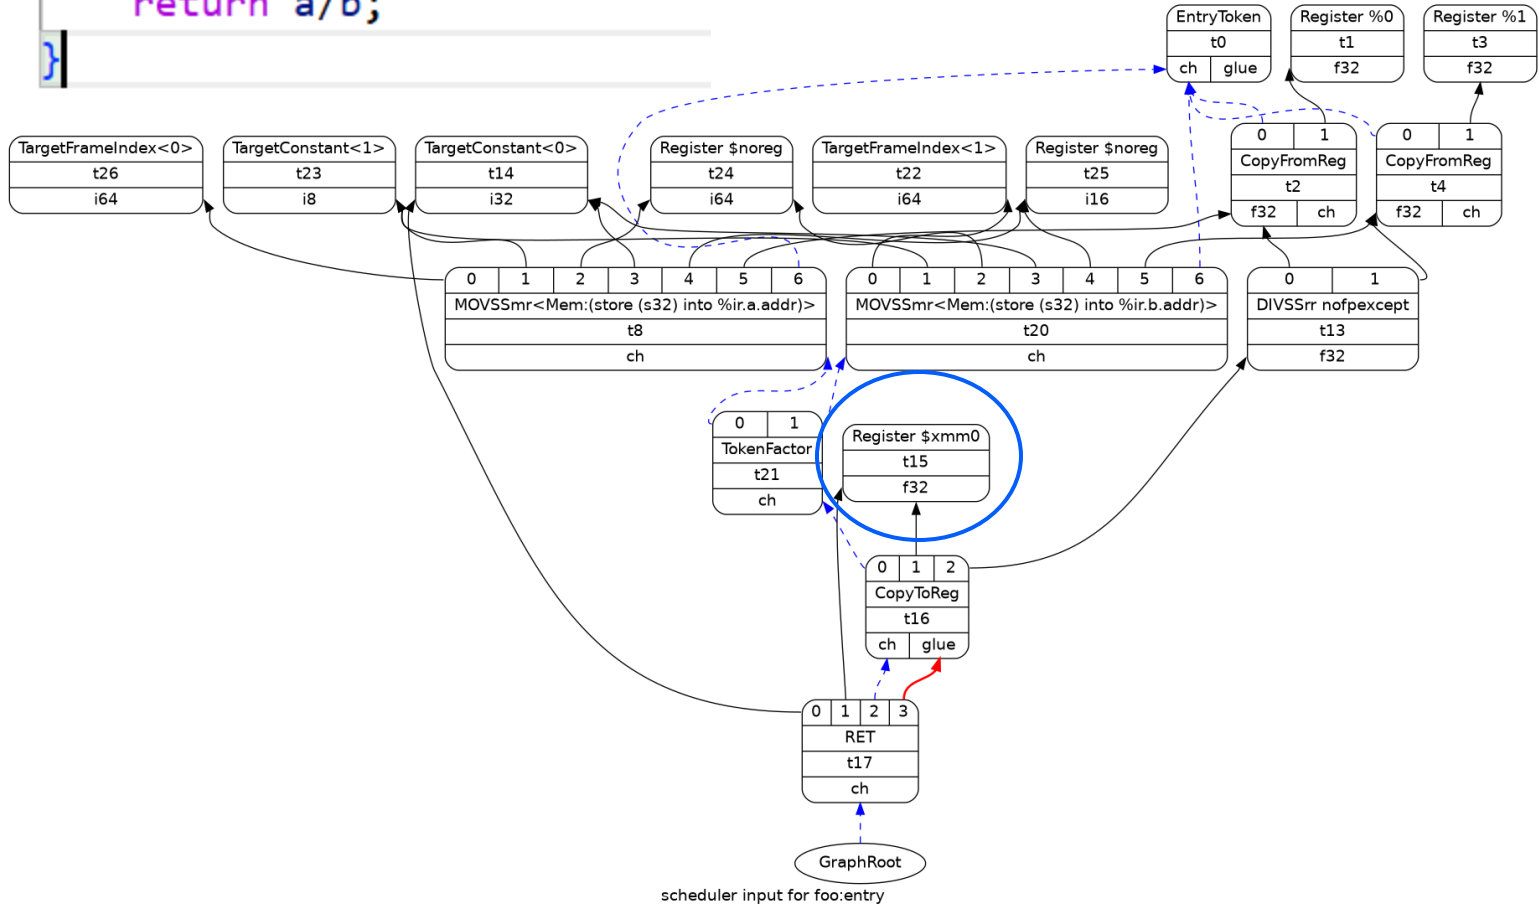 return a/b;
}
EntryToken
t0
ch glue
Register %0
t1
f32
Register %1
t3
f32
TargetFrameIndex<0>
t26
i64
TargetConstant<1>
t23
i8
TargetConstant<0>
t14
i32
Register $noreg
t24
i64
TargetFrameIndex<1>
t22
i64
Register $noreg
t25
i16
0 1
CopyFromReg
t2
f32 ch
0 1
CopyFromReg
t4
f32 ch
0 1 2 3 4 5 6
MOVSSmr<Mem:(store (s32) into %ir.a.addr)>
t8
ch
0 1 2 3 4 5 6
MOVSSmr<Mem:(store (s32) into %ir.b.addr)>
t20
ch
0 1
DIVSSrr nofpexcept
t13
f32
0 1
TokenFactor
t21
ch
Register $xmm0
t15
f32
0 1 2
CopyToReg
t16
ch glue
0 1 2 3
RET
t17
ch
GraphRoot
scheduler input for foo:entry